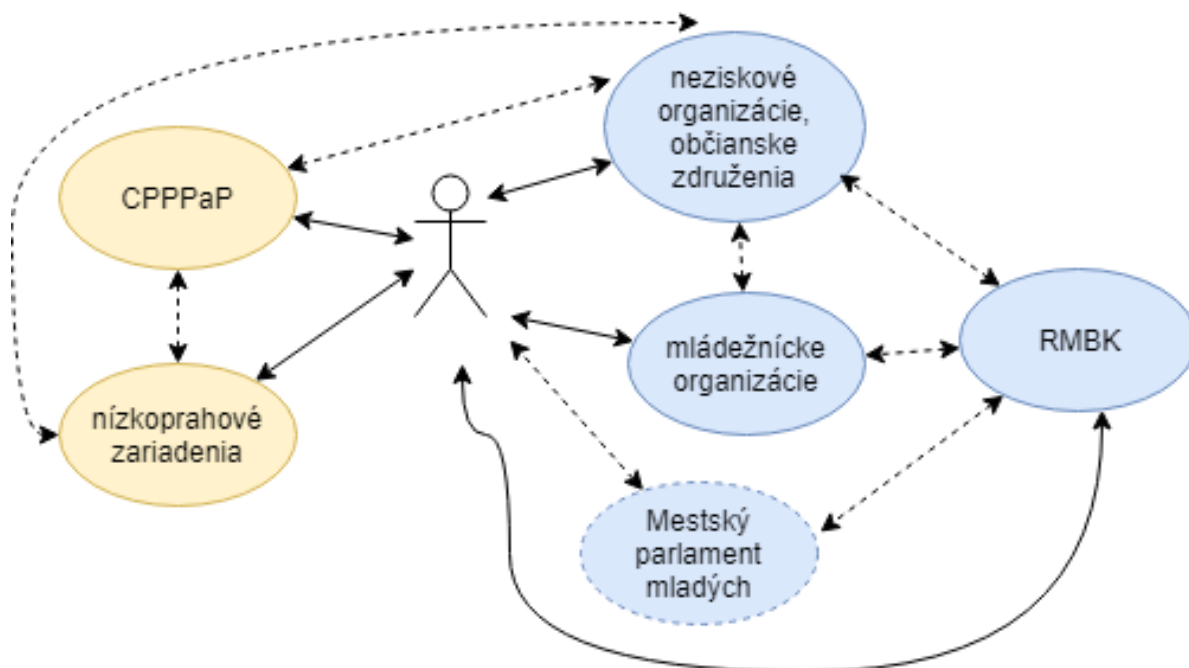 neziskové
organizácie,
občianske
združenia
CPPPaP
RMBK
mládežnícke
organizácie
nízkoprahové
zariadenia
Mestský
parlament
mladých